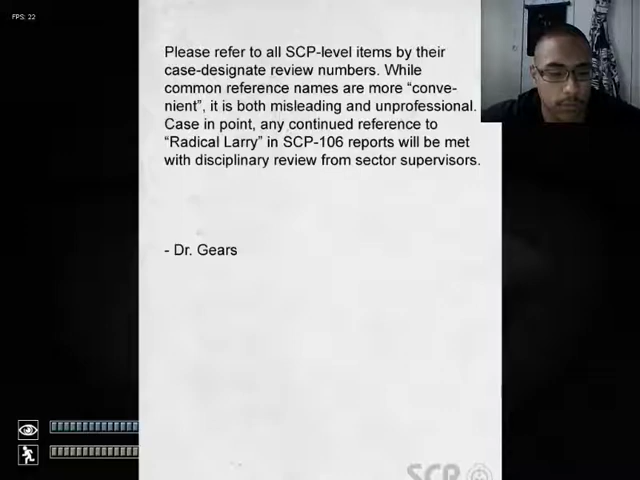 FPS: 22
Please refer to all SCP-level items by their
case-designate review numbers. While
common reference names are more “conve-
nient”, it is both misleading and unprofessional.
Case in point, any continued reference to
“Radical Larry” in SCP-106 reports will be met
with disciplinary review from sector supervisors.
- Dr. Gears
SCP